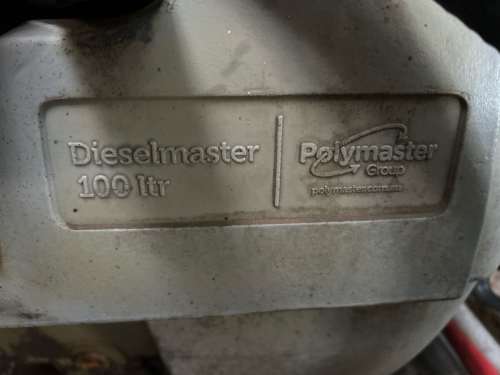 Dieselmaster
100 ltr
Polymaster
Group
polymaster.com.au